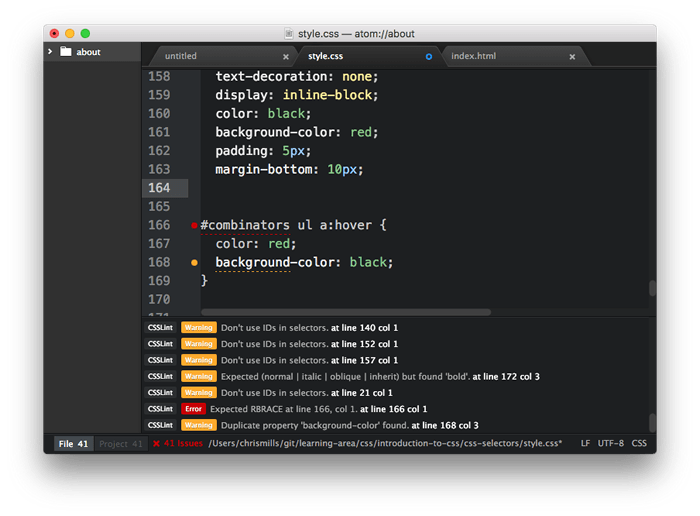 style.css — atom://about
about
untitled
style.css
index.html
158 text-decoration: none;
159 display: inline-block;
160 color: black;
161 background-color: red;
162 padding: 5px;
163 margin-bottom: 10px;
164
165
166 #combinators ul a:hover {
167 color: red;
168 background-color: black;
169 }
170
171
CSSLint Warning Don't use IDs in selectors. at line 140 col 1
CSSLint Warning Don't use IDs in selectors. at line 152 col 1
CSSLint Warning Don't use IDs in selectors. at line 157 col 1
CSSLint Warning Expected (normal | italic | oblique | inherit) but found 'bold'. at line 172 col 3
CSSLint Warning Don't use IDs in selectors. at line 21 col 1
CSSLint Error Expected RBRACE at line 166, col 1. at line 166 col 1
CSSLint Warning Duplicate property 'background-color' found. at line 168 col 3
File 41 Project 41 41 Issues /Users/chrismills/git/learning-area/css/introduction-to-css/css-selectors/style.css* LF UTF-8 CSS